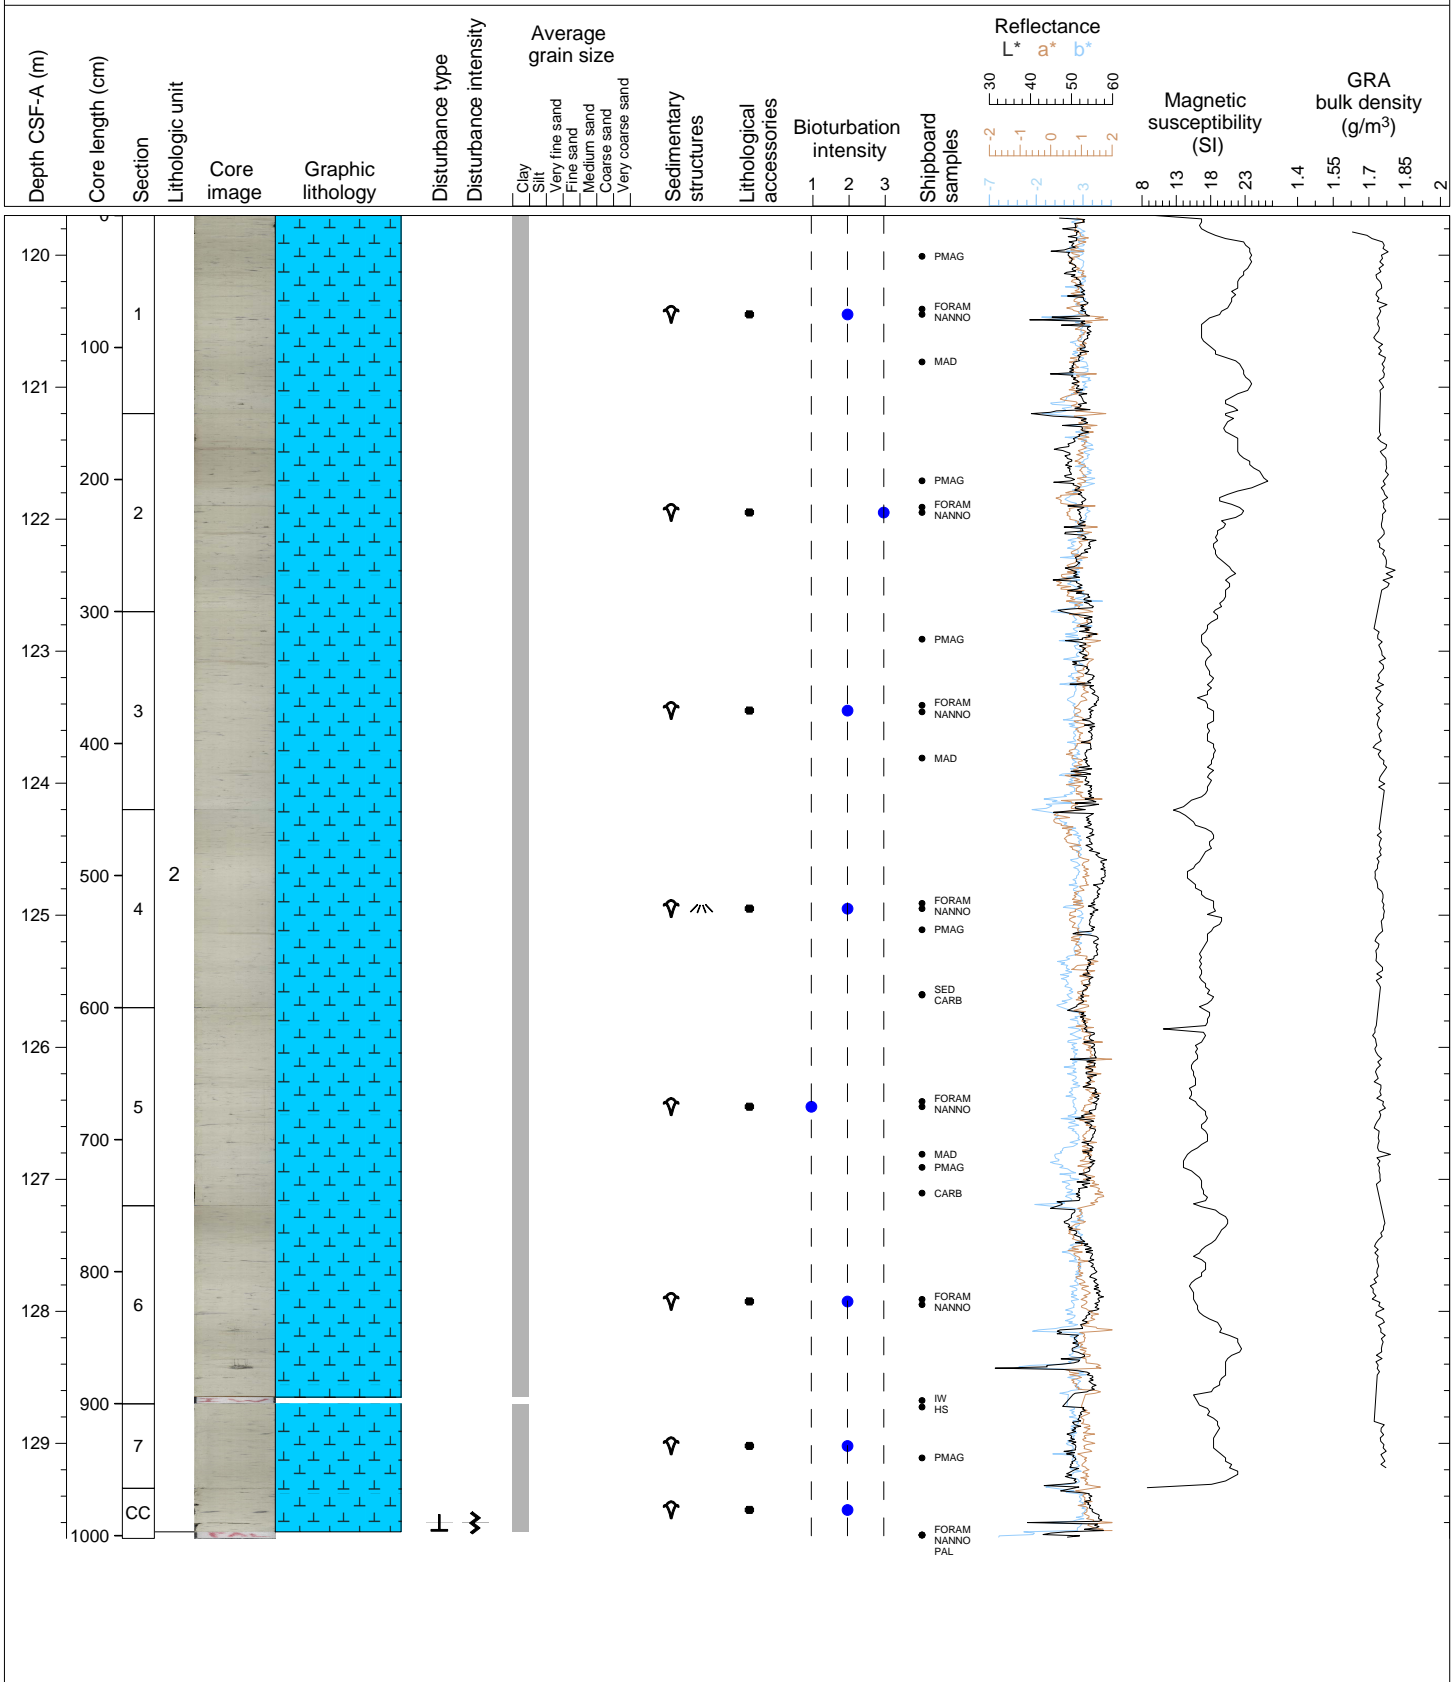 Depth CSF-A (m)
Core length (cm)
Section
Lithologic unit
Core
image
Graphic
lithology
Disturbance type
Disturbance intensity
Average
grain size
Clay
Silt
Very fine sand
Fine sand
Medium sand
Coarse sand
Very coarse sand
Sedimentary
structures
Lithological
accessories
Bioturbation
intensity
1 2 3
Shipboard
samples
Reflectance
L* a* b*
30 40 50 60
-2 -1 0 1 2
-7 -2 3
Magnetic
susceptibility
(SI)
8 13 18 23
GRA
bulk density
(g/m³)
1.4 1.55 1.7 1.85 2
0
120
PMAG
1
FORAM
NANNO
100
MAD
121
200
PMAG
2
FORAM
NANNO
122
300
PMAG
123
3
FORAM
NANNO
400
MAD
124
2
500
4
FORAM
NANNO
125
PMAG
SED
CARB
600
126
5
FORAM
NANNO
700
MAD
PMAG
127
CARB
800
6
FORAM
NANNO
128
900
IW
HS
7
129
PMAG
CC
1000
FORAM
NANNO
PAL